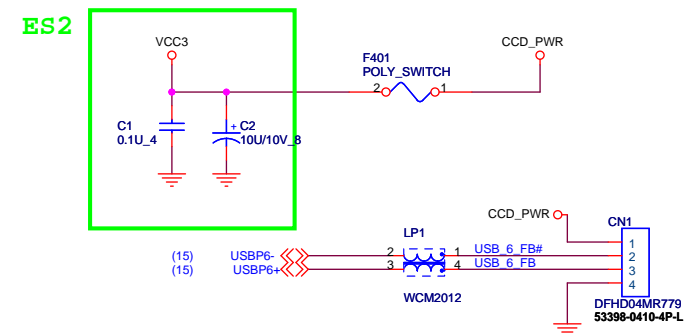 ES2
VCC3
CCD_PWR
F401
POLY_SWITCH
2
1
C1
0.1U_4
+
C2
10U/10V_8
CCD_PWR
CN1
LP1
1
(15)
USBP6-
2
1
USB_6_FB#
2
(15)
USBP6+
3
4
USB_6_FB
3
4
WCM2012
DFHD04MR779
53398-0410-4P-L